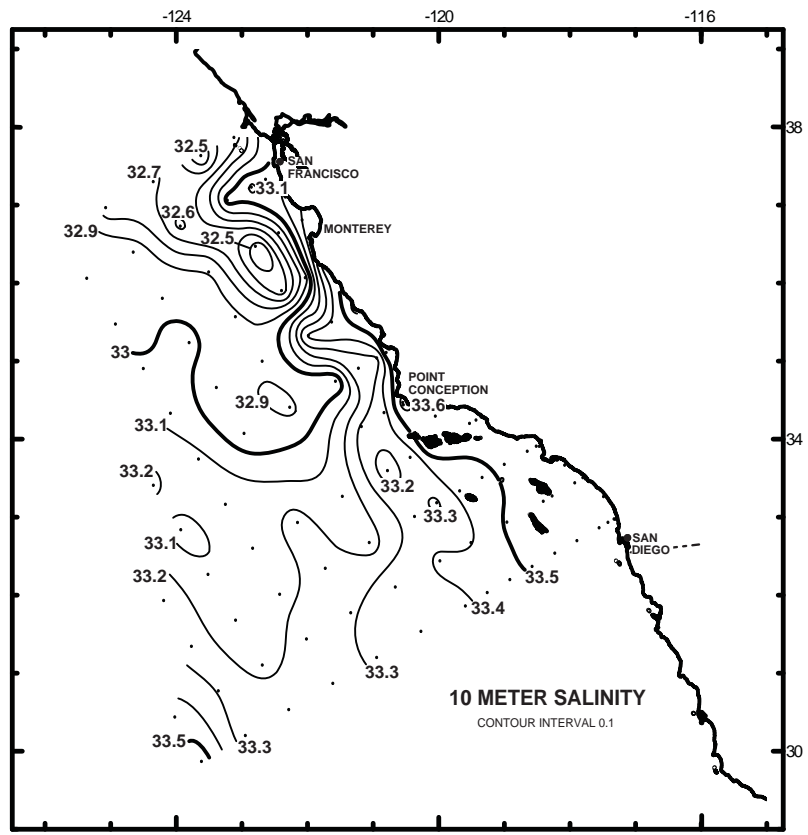 -124
-120
-116
38
32.5
SAN
FRANCISCO
32.7
33.1
32.6
32.5
32.9
MONTEREY
33
POINT
CONCEPTION
32.9
33.6
33.1
34
33.2
33.2
33.3
33.1
SAN
DIEGO
33.2
33.5
33.4
33.3
10 METER SALINITY
CONTOUR INTERVAL 0.1
33.5
33.3
30